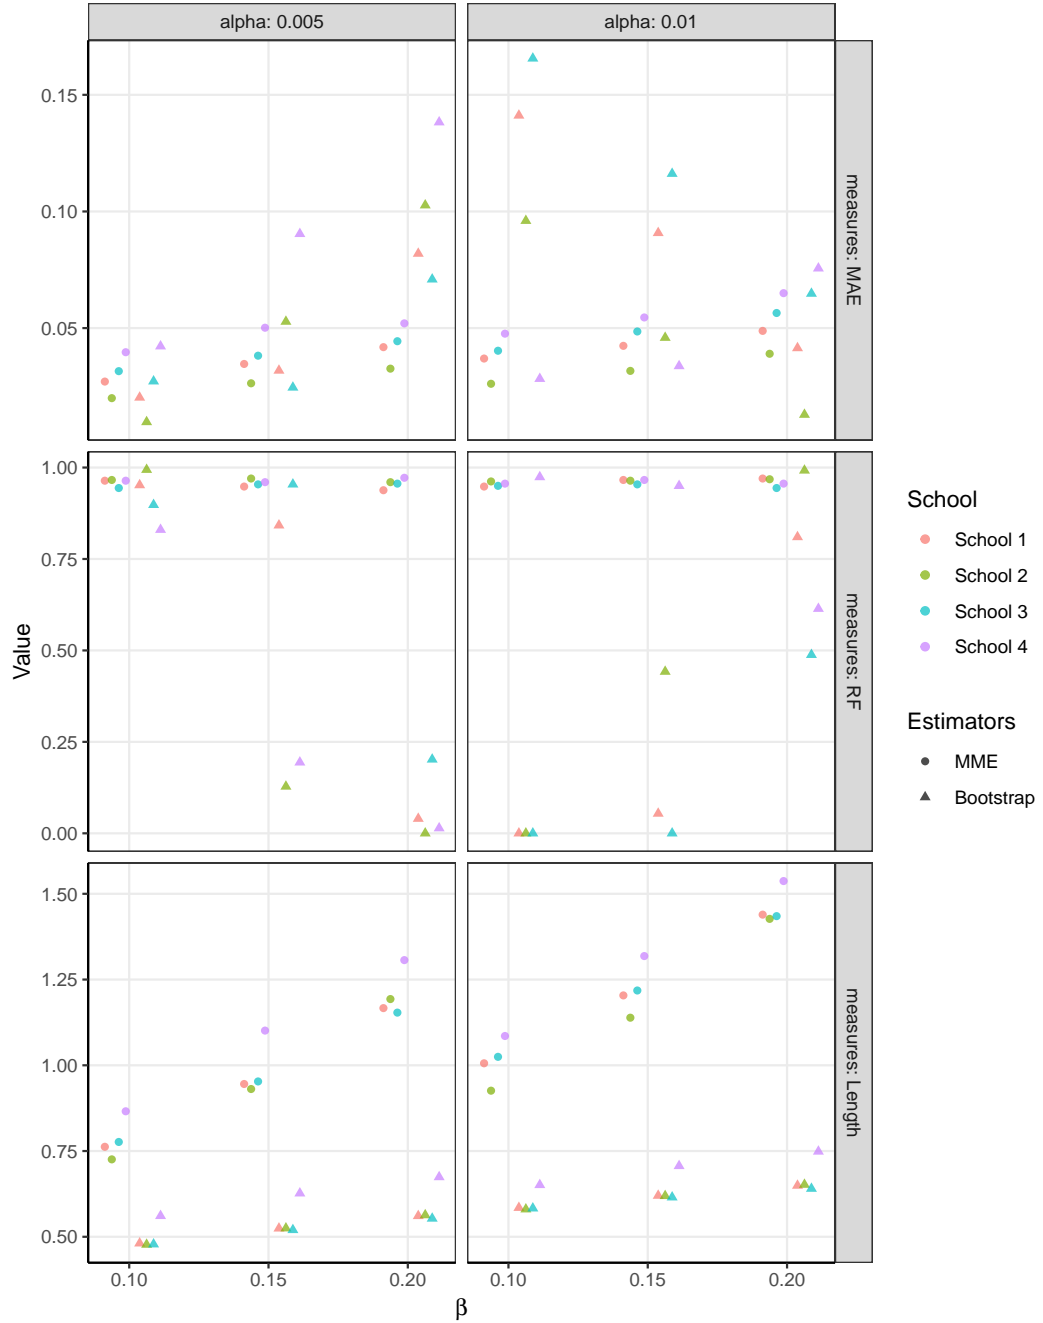 alpha: 0.005
alpha: 0.01
0.15
0.10
0.05
measures: MAE
1.00
0.75
0.50
0.25
0.00
measures: RF
1.50
1.25
1.00
0.75
0.50
measures: Length
Value
0.10 0.15 0.20
0.10 0.15 0.20
β
School
School 1
School 2
School 3
School 4
Estimators
MME
Bootstrap